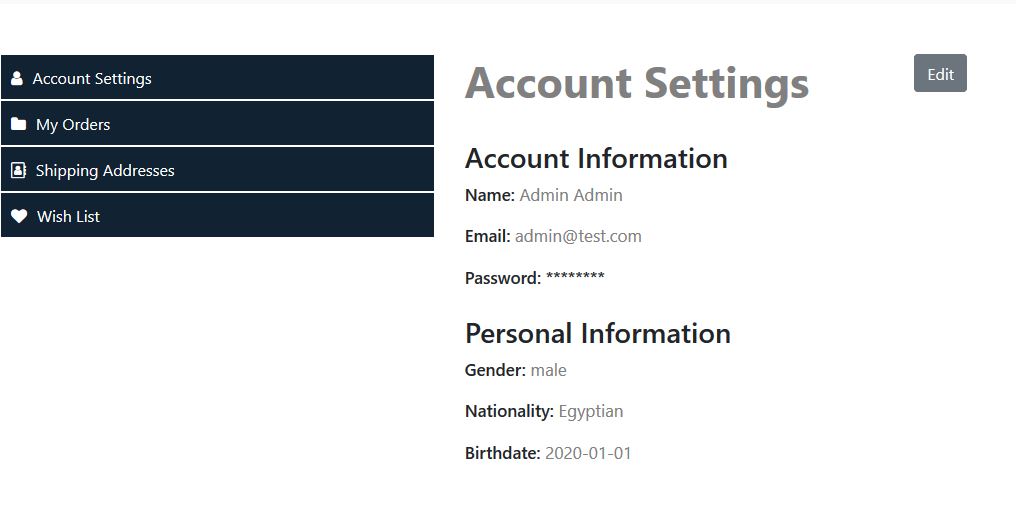 Account Settings
My Orders
Shipping Addresses
Wish List
Account Settings
Edit
Account Information
Name: Admin Admin
Email: admin@test.com
Password: ********
Personal Information
Gender: male
Nationality: Egyptian
Birthdate: 2020-01-01